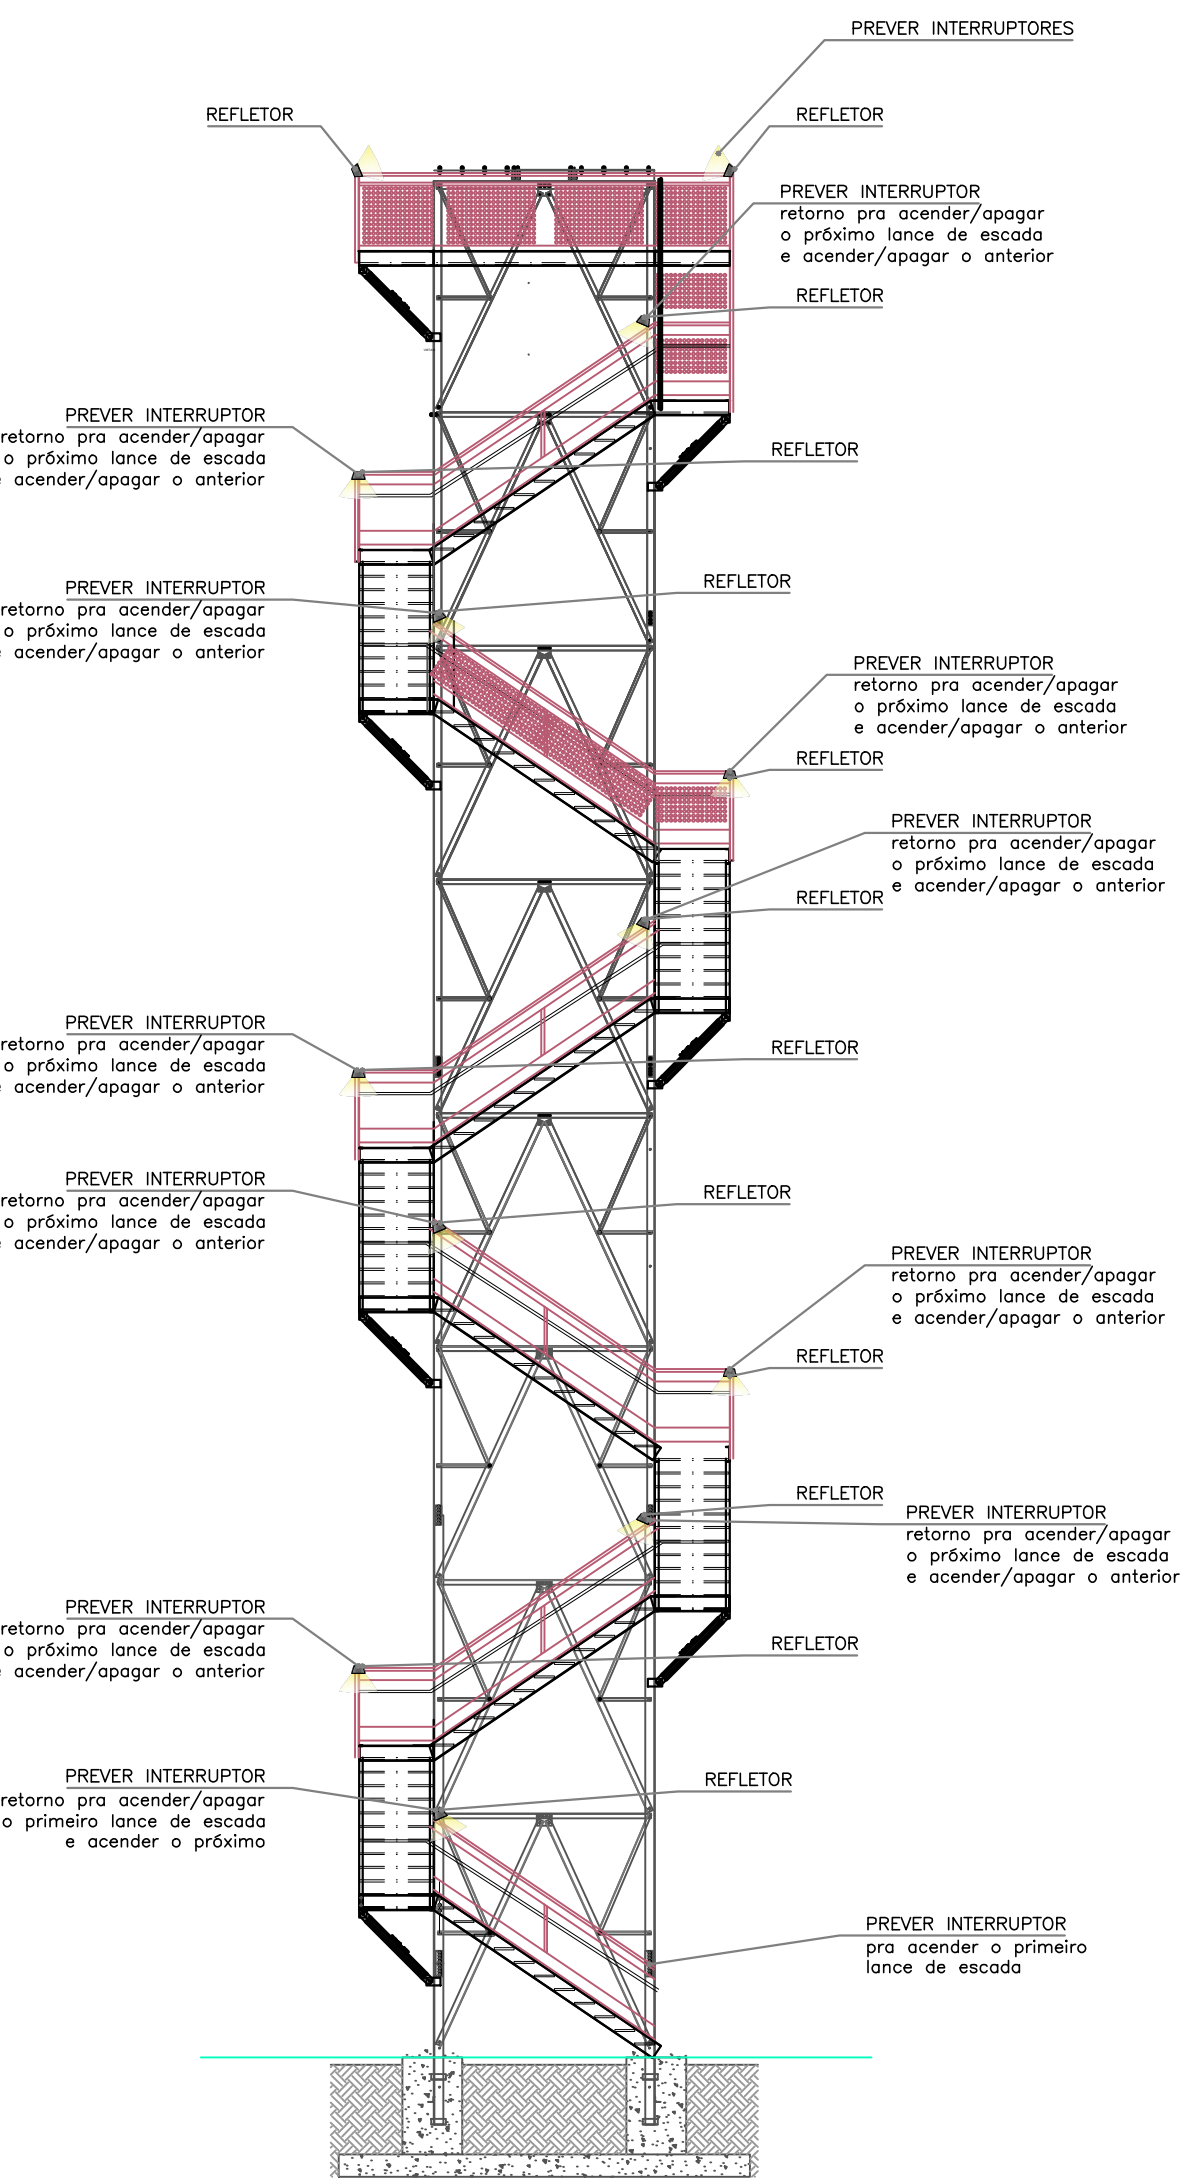 PREVER INTERRUPTORES
REFLETOR
REFLETOR
PREVER INTERRUPTOR
retorno pra acender/apagar
o próximo lance de escada
e acender/apagar o anterior
REFLETOR
PREVER INTERRUPTOR
retorno pra acender/apagar
o próximo lance de escada
e acender/apagar o anterior
REFLETOR
PREVER INTERRUPTOR
retorno pra acender/apagar
o próximo lance de escada
e acender/apagar o anterior
REFLETOR
PREVER INTERRUPTOR
retorno pra acender/apagar
o próximo lance de escada
e acender/apagar o anterior
REFLETOR
PREVER INTERRUPTOR
retorno pra acender/apagar
o próximo lance de escada
e acender/apagar o anterior
REFLETOR
PREVER INTERRUPTOR
retorno pra acender/apagar
o próximo lance de escada
e acender/apagar o anterior
REFLETOR
PREVER INTERRUPTOR
retorno pra acender/apagar
o próximo lance de escada
e acender/apagar o anterior
REFLETOR
PREVER INTERRUPTOR
retorno pra acender/apagar
o próximo lance de escada
e acender/apagar o anterior
REFLETOR
REFLETOR
PREVER INTERRUPTOR
retorno pra acender/apagar
o próximo lance de escada
e acender/apagar o anterior
PREVER INTERRUPTOR
retorno pra acender/apagar
o próximo lance de escada
e acender/apagar o anterior
REFLETOR
PREVER INTERRUPTOR
retorno pra acender/apagar
o primeiro lance de escada
e acender o próximo
REFLETOR
PREVER INTERRUPTOR
pra acender o primeiro
lance de escada